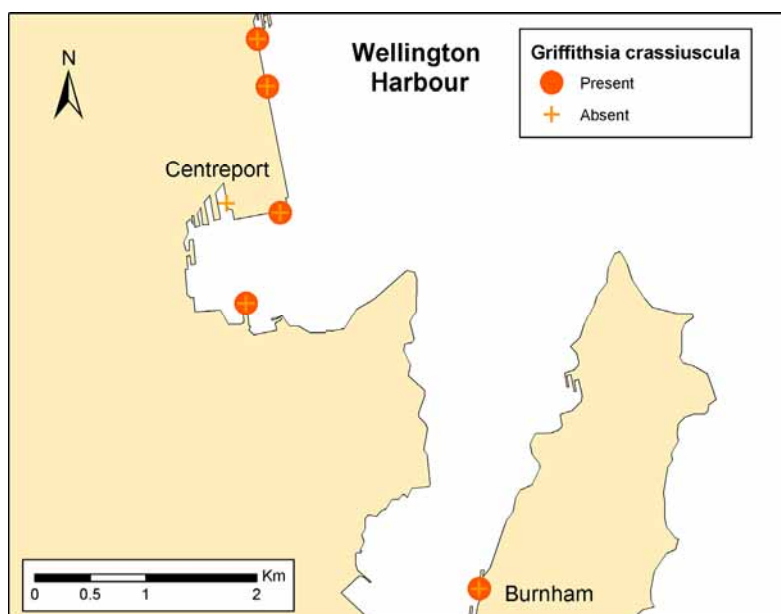 Wellington
Harbour
Griffithsia crassiuscula
Present
Absent
N
Centreport
Burnham
Km
0 0.5 1 2